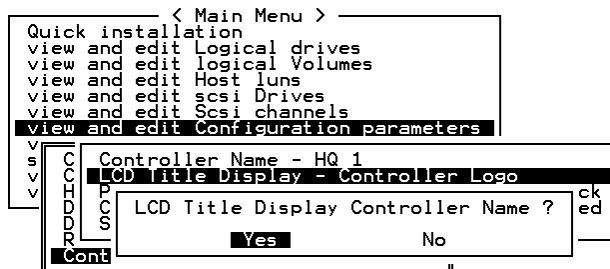 < Main Menu >
Quick installation
view and edit Logical drives
view and edit logical Volumes
view and edit Host luns
view and edit scsi Drives
view and edit Scsi channels
view and edit Configuration parameters
v
s C Controller Name - HQ 1
v C LCD Title Display - Controller Logo
v H P ck
D C LCD Title Display Controller Name ? ed
D S
R Yes No
Cont